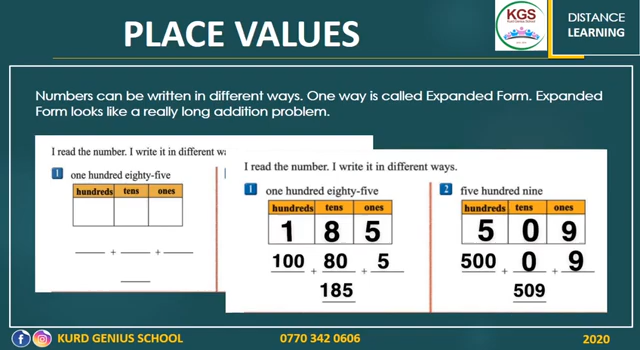 PLACE VALUES
KGS
DISTANCE
LEARNING
Numbers can be written in different ways. One way is called Expanded Form. Expanded
Form looks like a really long addition problem.
I read the number. I write it in different wa
1 one hundred eighty-five
hundreds tens ones
___ + ___ + ___
___
I read the number. I write it in different ways.
1 one hundred eighty-five
hundreds tens ones
1 8 5
100 + 80 + 5
185
2 five hundred nine
hundreds tens ones
5 0 9
500 + 0 + 9
509
KURD GENIUS SCHOOL
0770 342 0606
2020